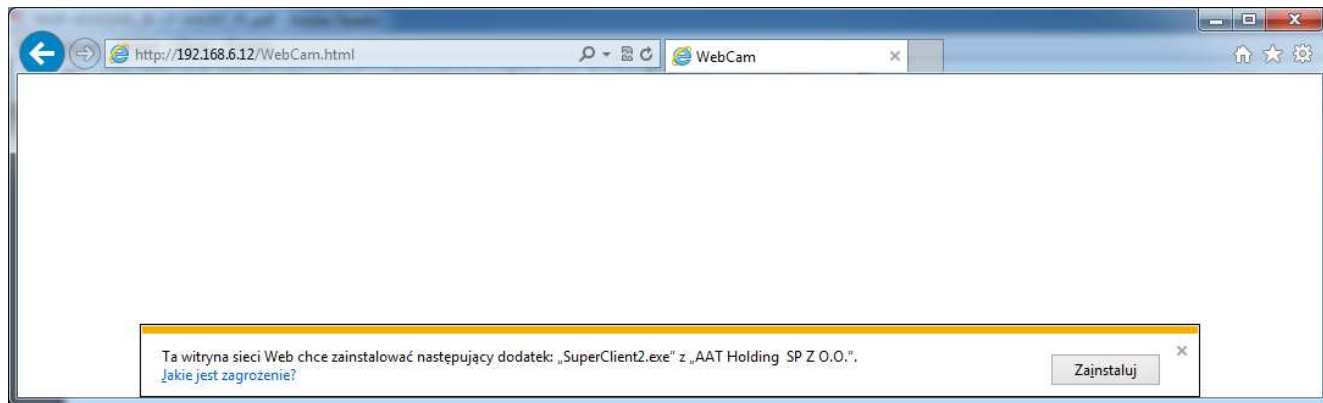 http://192.168.6.12/WebCam.html
WebCam
Ta witryna sieci Web chce zainstalować następujący dodatek: „SuperClient2.exe” z „AAT Holding SP Z O.O.”.
Jakie jest zagrożenie?
Zainstaluj